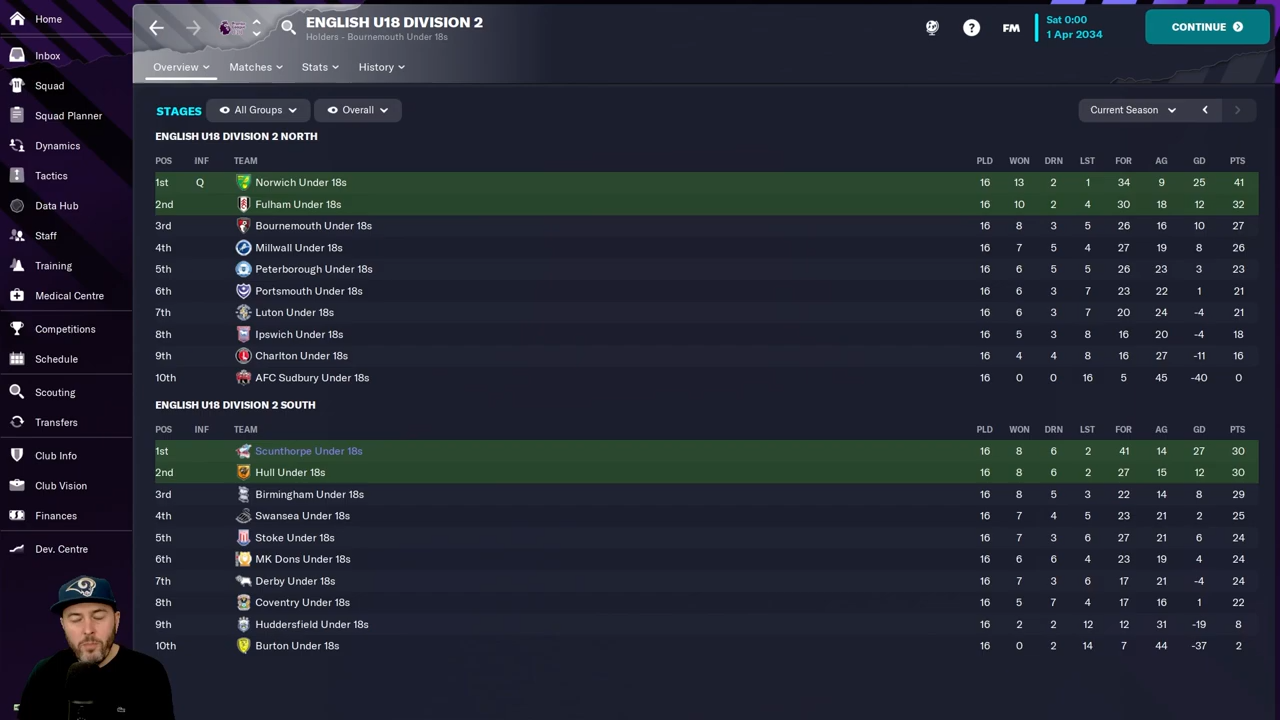 Home
Inbox
Squad
Squad Planner
Dynamics
Tactics
Data Hub
Staff
Training
Medical Centre
Competitions
Schedule
Scouting
Transfers
Club Info
Club Vision
Finances
Dev. Centre
ENGLISH U18 DIVISION 2
Holders - Bournemouth Under 18s
FM
Sat 0:00
1 Apr 2034
CONTINUE
Overview Matches Stats History
STAGES All Groups Overall Current Season
ENGLISH U18 DIVISION 2 NORTH
POS INF TEAM PLD WON DRN LST FOR AG GD PTS
1st Q Norwich Under 18s 16 13 2 1 34 9 25 41
2nd Fulham Under 18s 16 10 2 4 30 18 12 32
3rd Bournemouth Under 18s 16 8 3 5 26 16 10 27
4th Millwall Under 18s 16 7 5 4 27 19 8 26
5th Peterborough Under 18s 16 6 5 5 26 23 3 23
6th Portsmouth Under 18s 16 6 3 7 23 22 1 21
7th Luton Under 18s 16 6 3 7 20 24 -4 21
8th Ipswich Under 18s 16 5 3 8 16 20 -4 18
9th Charlton Under 18s 16 4 4 8 16 27 -11 16
10th AFC Sudbury Under 18s 16 0 0 16 5 45 -40 0
ENGLISH U18 DIVISION 2 SOUTH
POS INF TEAM PLD WON DRN LST FOR AG GD PTS
1st Scunthorpe Under 18s 16 8 6 2 41 14 27 30
2nd Hull Under 18s 16 8 6 2 27 15 12 30
3rd Birmingham Under 18s 16 8 5 3 22 14 8 29
4th Swansea Under 18s 16 7 4 5 23 21 2 25
5th Stoke Under 18s 16 7 3 6 27 21 6 24
6th MK Dons Under 18s 16 6 6 4 23 19 4 24
7th Derby Under 18s 16 7 3 6 17 21 -4 24
8th Coventry Under 18s 16 5 7 4 17 16 1 22
9th Huddersfield Under 18s 16 2 2 12 12 31 -19 8
10th Burton Under 18s 16 0 2 14 7 44 -37 2